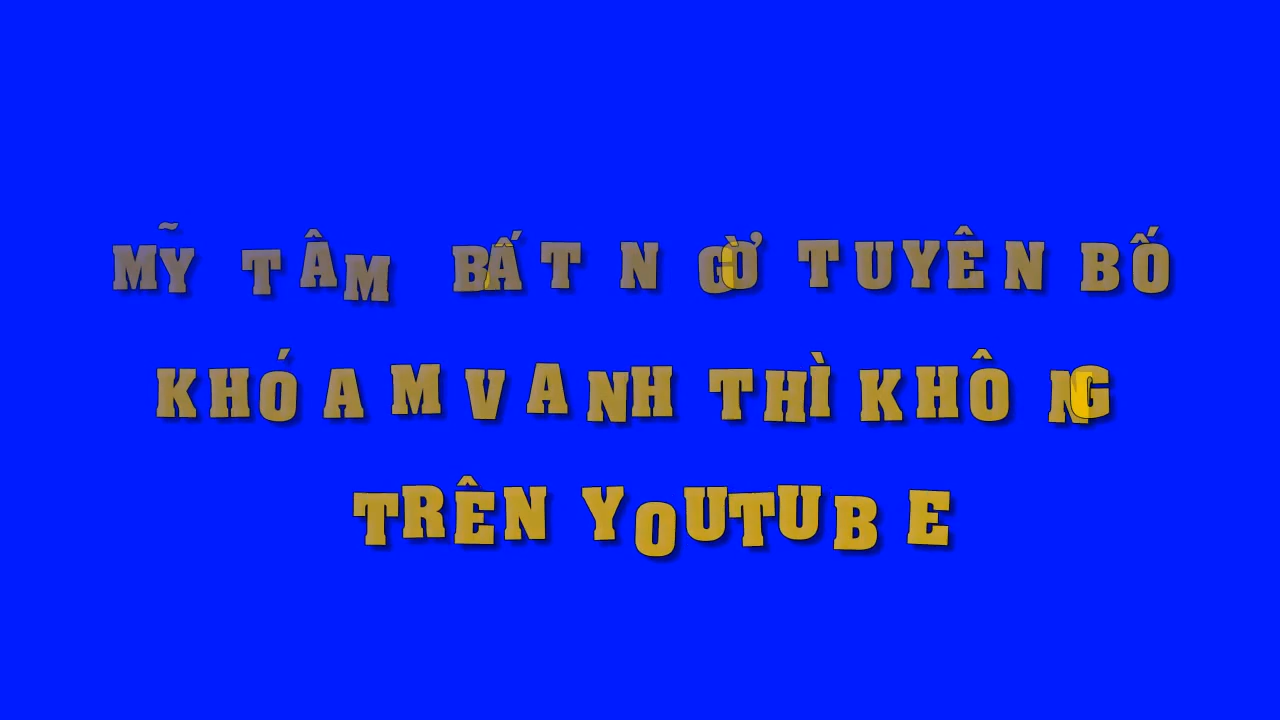 MỸ TÂM BẤT NGỜ TUYÊN BỐ
KHÓA MV ANH THÌ KHÔNG
TRÊN YOUTUBE